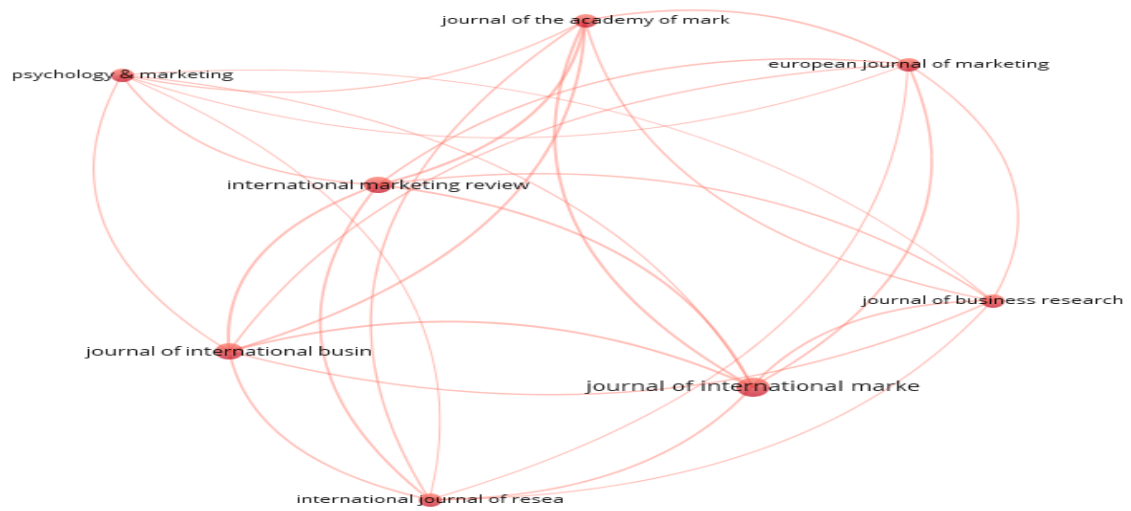 journal of the academy of mark
european journal of marketing
psychology & marketing
international marketing review
journal of business research
journal of international busin
journal of international marke
international journal of resea